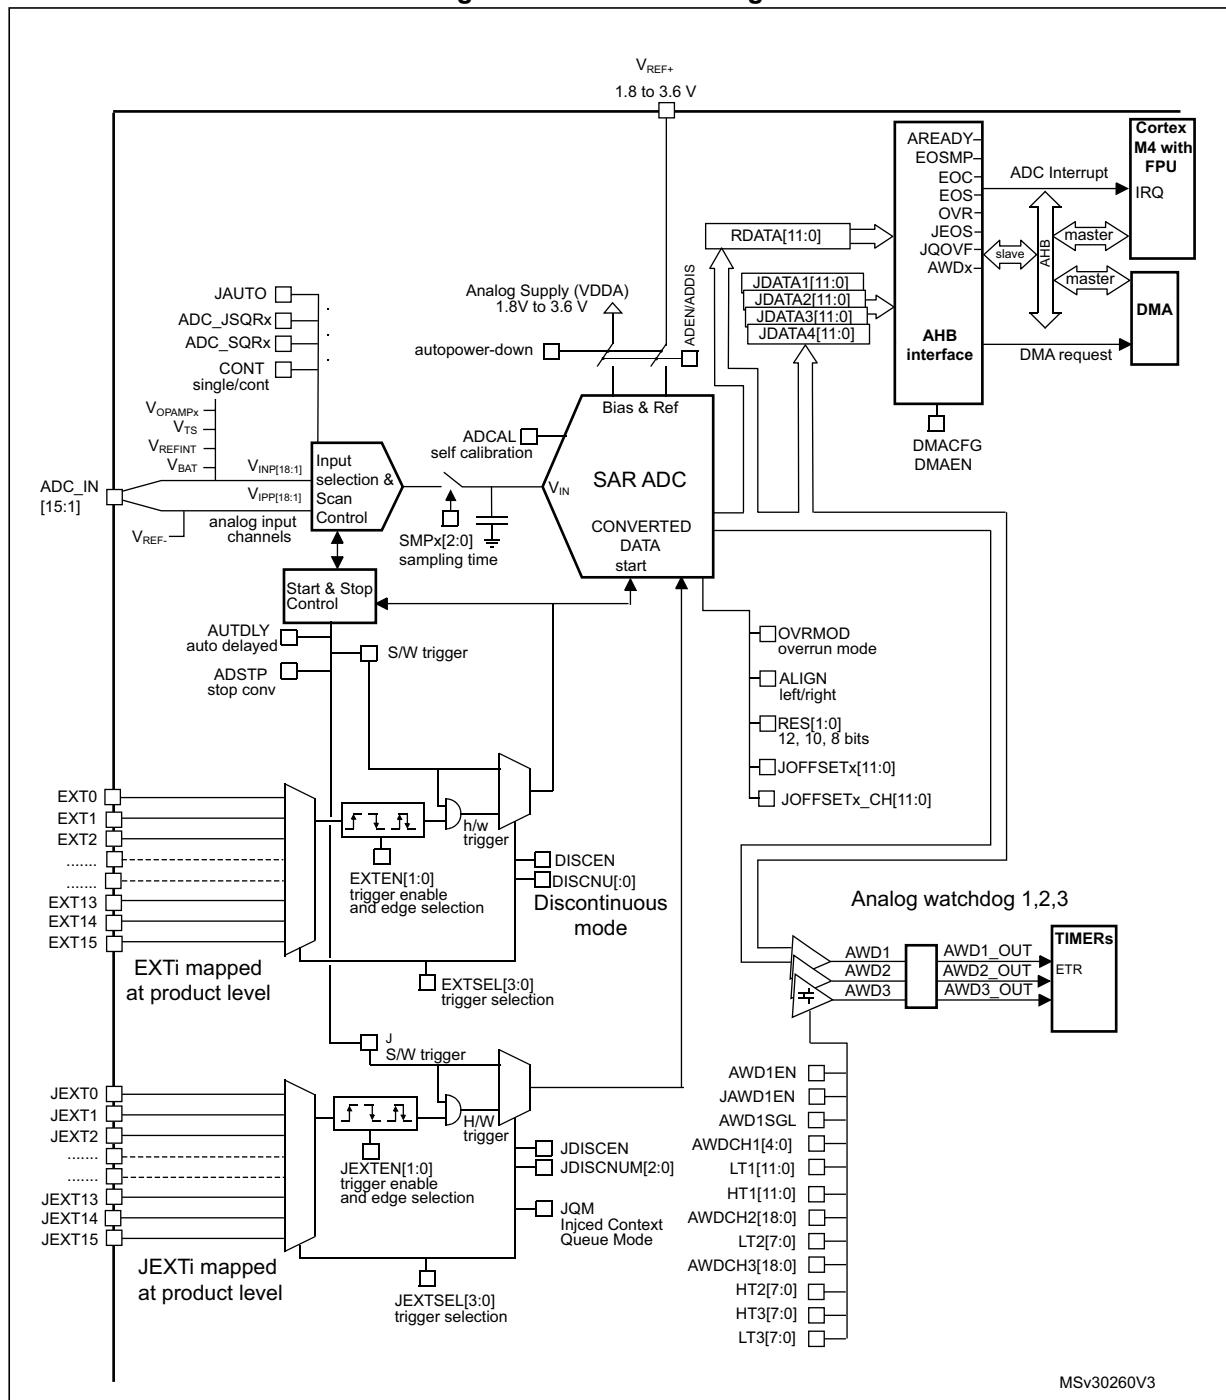 VREF+
1.8 to 3.6 V
Cortex
M4 with
FPU
IRQ
AREADY
EOSMP
EOC
EOS
OVR
JEOS
JQOVF
AWDx
ADC Interrupt
slave
AHB
master
master
DMA
AHB
interface
DMA request
DMACFG
DMAEN
RDATA[11:0]
JDATA1[11:0]
JDATA2[11:0]
JDATA3[11:0]
JDATA4[11:0]
JAUTO
ADC_JSQRx
ADC_SQRx
CONT
single/cont
Analog Supply (VDDA)
1.8V to 3.6 V
autopower-down
ADEN/ADDIS
Bias & Ref
ADCAL
self calibration
SAR ADC
VIN
CONVERTED
DATA
start
VOPAMPx
VTS
VREFINT
VBAT
VINP[18:1]
VIPP[18:1]
ADC_IN
[15:1]
VREF-
analog input
channels
Input
selection &
Scan
Control
SMPx[2:0]
sampling time
Start & Stop
Control
AUTDLY
auto delayed
ADSTP
stop conv
S/W trigger
OVRMOD
overrun mode
ALIGN
left/right
RES[1:0]
12, 10, 8 bits
JOFFSETx[11:0]
JOFFSETx_CH[11:0]
EXT0
EXT1
EXT2
.......
.......
EXT13
EXT14
EXT15
h/w
trigger
EXTEN[1:0]
trigger enable
and edge selection
DISCEN
DISCNU[:0]
Discontinuous
mode
EXTi mapped
at product level
EXTSEL[3:0]
trigger selection
Analog watchdog 1,2,3
AWD1
AWD2
AWD3
AWD1_OUT
AWD2_OUT
AWD3_OUT
TIMERs
ETR
J
S/W trigger
JEXT0
JEXT1
JEXT2
.......
.......
JEXT13
JEXT14
JEXT15
H/W
trigger
JEXTEN[1:0]
trigger enable
and edge selection
JDISCEN
JDISCNUM[2:0]
JQM
Injced Context
Queue Mode
JEXTi mapped
at product level
JEXTSEL[3:0]
trigger selection
AWD1EN
JAWD1EN
AWD1SGL
AWDCH1[4:0]
LT1[11:0]
HT1[11:0]
AWDCH2[18:0]
LT2[7:0]
AWDCH3[18:0]
HT2[7:0]
HT3[7:0]
LT3[7:0]
MSv30260V3